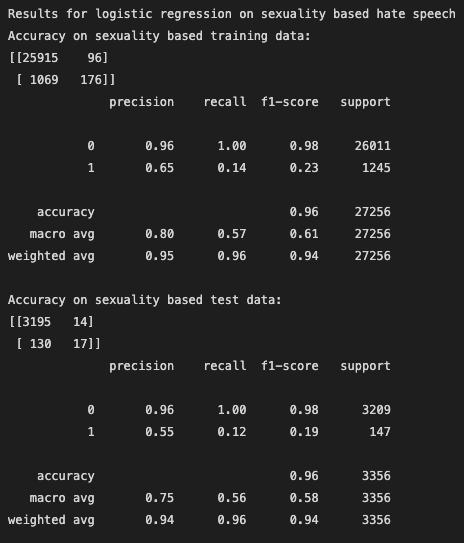 Results for logistic regression on sexuality based hate speech
Accuracy on sexuality based training data:
[[25915    96]
 [ 1069   176]]
              precision    recall  f1-score   support

           0       0.96      1.00      0.98     26011
           1       0.65      0.14      0.23      1245

    accuracy                           0.96     27256
   macro avg       0.80      0.57      0.61     27256
weighted avg       0.95      0.96      0.94     27256

Accuracy on sexuality based test data:
[[3195   14]
 [ 130   17]]
              precision    recall  f1-score   support

           0       0.96      1.00      0.98      3209
           1       0.55      0.12      0.19       147

    accuracy                           0.96      3356
   macro avg       0.75      0.56      0.58      3356
weighted avg       0.94      0.96      0.94      3356